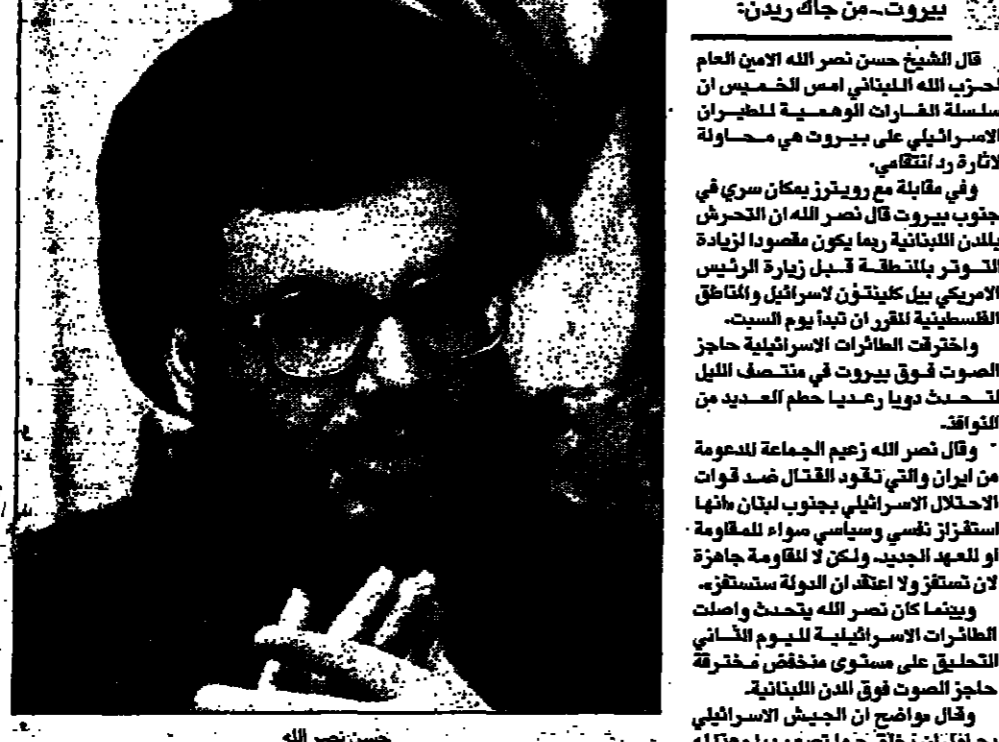 بيروت-من جاك ريدن:
قال الشيخ حسن نصر الله الامين العام
لحزب الله اللبناني امس الخميس ان
سلسلة الغارات الوهمية للطيران
الاسرائيلي على بيروت هي محاولة
لاثارة رد انتقامي.
وفي مقابلة مع رويترز بمكان سري في
جنوب بيروت قال نصر الله ان التحرش
بالمدن اللبنانية ربما يكون مقصودا لزيادة
التوتر بالمنطقة قبل زيارة الرئيس
الامريكي بيل كلينتون لاسرائيل والمناطق
الفلسطينية المقرر ان تبدأ يوم السبت.
واخترقت الطائرات الاسرائيلية حاجز
الصوت فوق بيروت في منتصف الليل
لتحدث دويا رعديا حطم العديد من
النوافذ.
وقال نصر الله زعيم الجماعة المدعومة
من ايران والتي تقود القتال ضد قوات
الاحتلال الاسرائيلي بجنوب لبنان «انها
استفزاز نفسي وسياسي سواء للمقاومة
او للعهد الجديد. ولكن لا المقاومة جاهزة
لان تستفز ولا اعتقد ان الدولة ستستفز».
وبينما كان نصر الله يتحدث واصلت
الطائرات الاسرائيلية لليوم الثاني
التحليق على مستوى منخفض مخترقة
حاجز الصوت فوق المدن اللبنانية.
وقال مواضح ان الجيش الاسرائيلي
حسن نصر الله